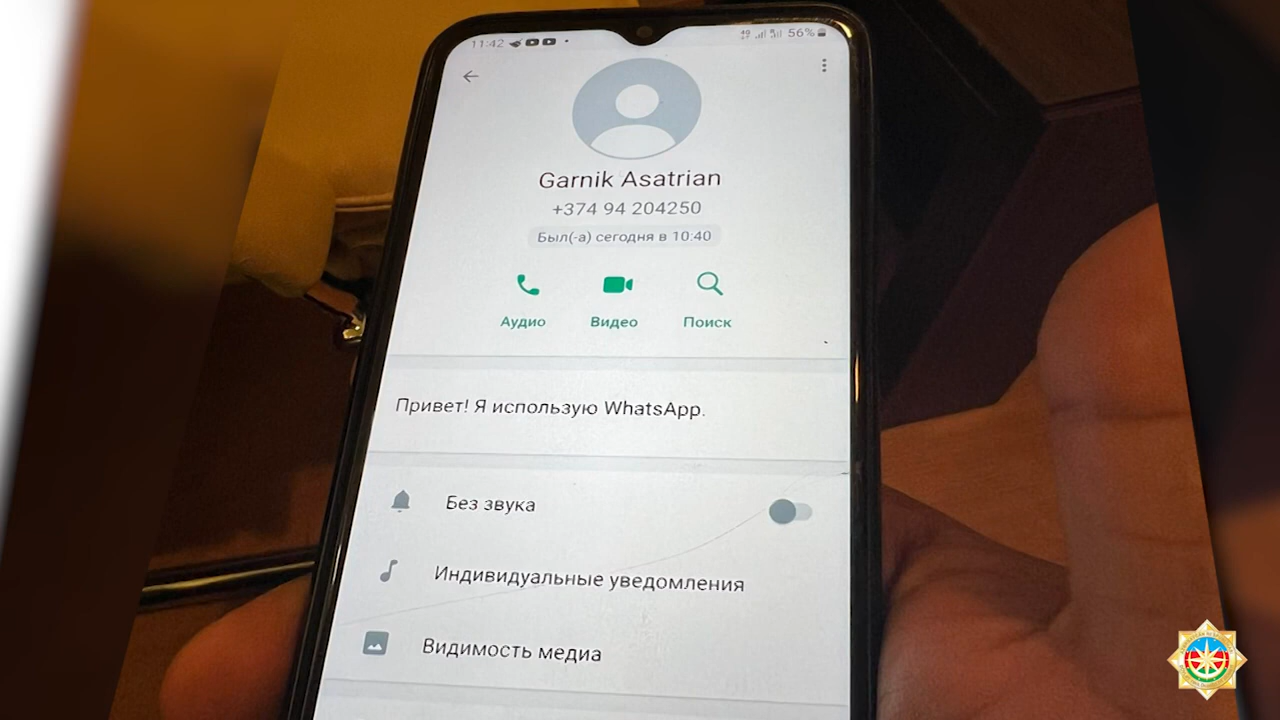 11:42
56%
Garnik Asatrian
+374 94 204250
Был(-а) сегодня в 10:40
Аудио Видео Поиск
Привет! Я использую WhatsApp.
Без звука
Индивидуальные уведомления
Видимость медиа